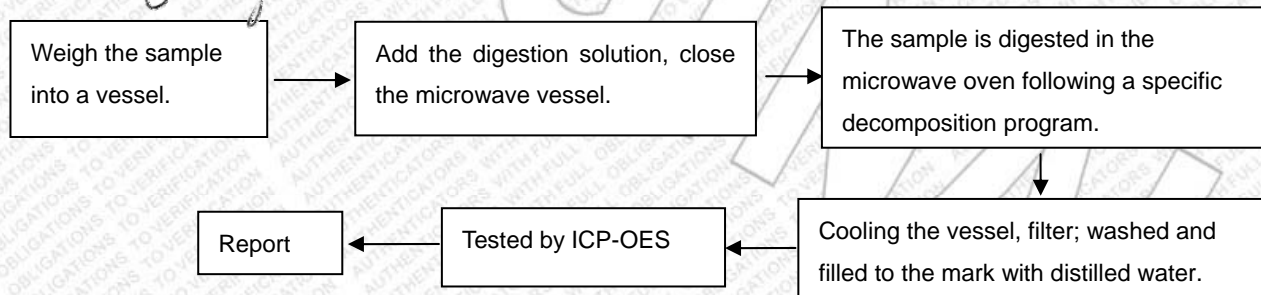 Weigh the sample
into a vessel.
Add the digestion solution, close
the microwave vessel.
The sample is digested in the
microwave oven following a specific
decomposition program.
Cooling the vessel, filter; washed and
filled to the mark with distilled water.
Tested by ICP-OES
Report